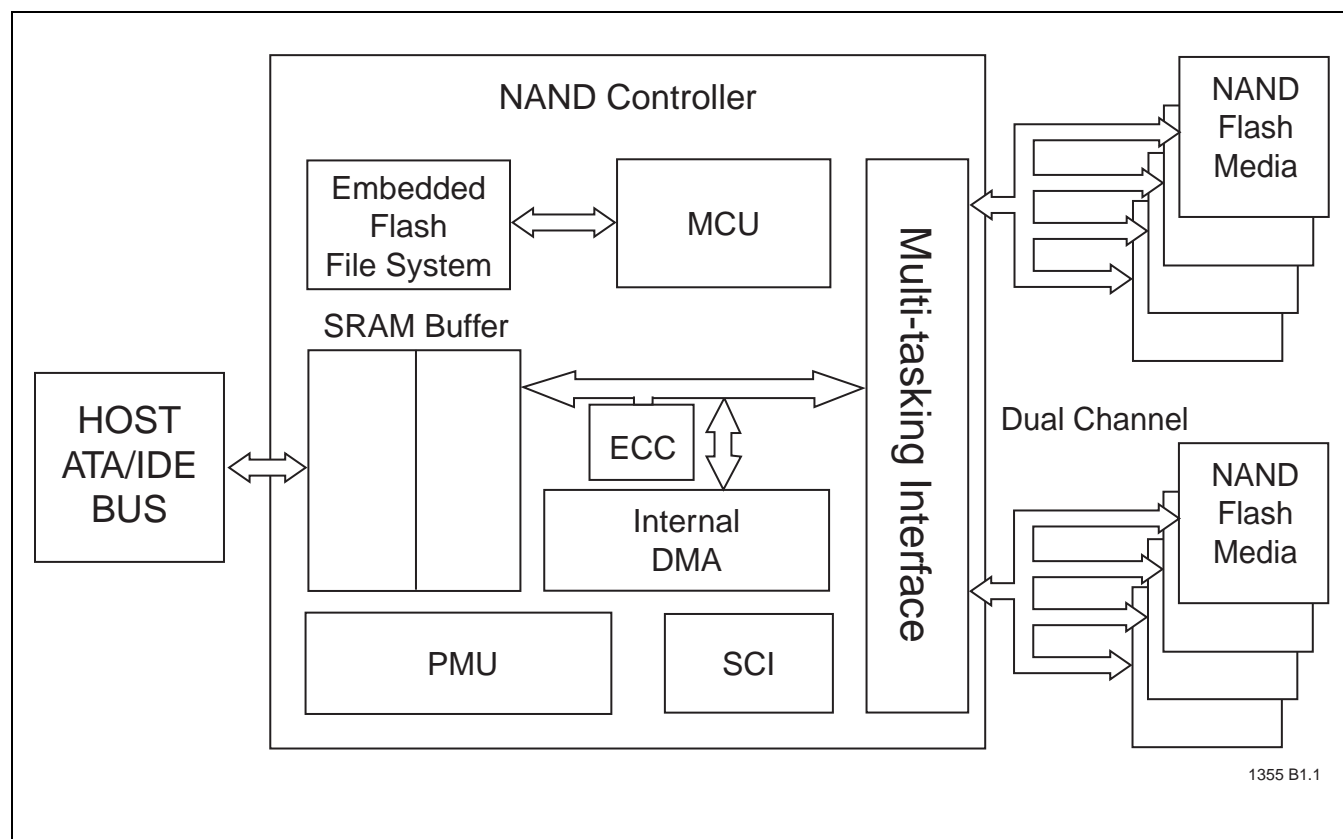 NAND Controller
NAND
Flash
Media
Embedded
Flash
File System
MCU
Multi-tasking Interface
SRAM Buffer
HOST
ATA/IDE
BUS
ECC
Dual Channel
Internal
DMA
NAND
Flash
Media
PMU
SCI
1355 B1.1